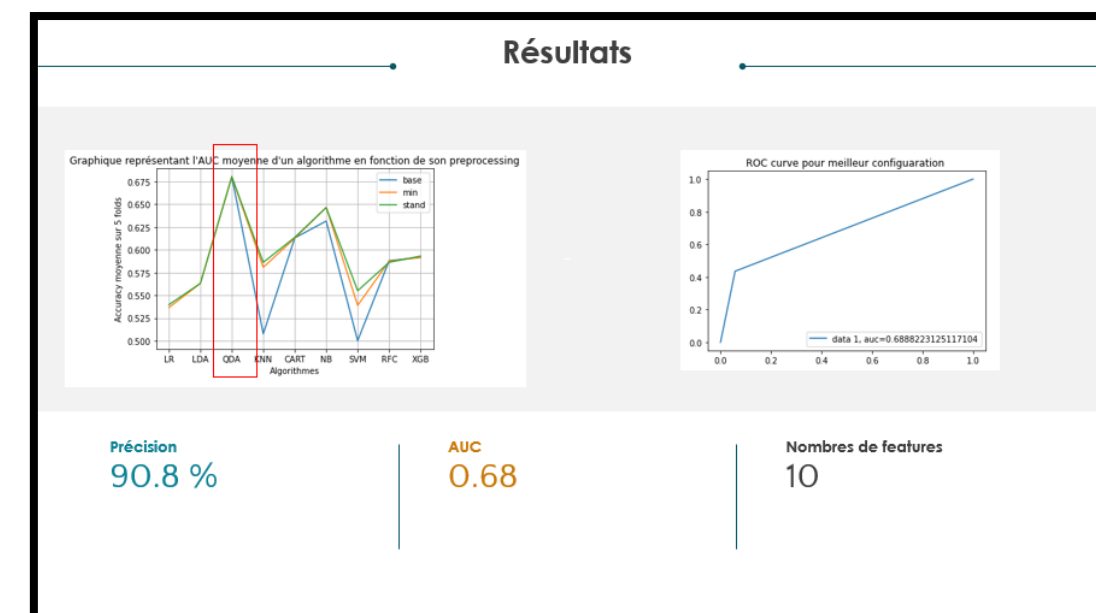 Résultats
Graphique représentant l'AUC moyenne d'un algorithme en fonction de son preprocessing
base
min
stand
0.675
0.650
0.625
0.600
0.575
0.550
0.525
0.500
Accuracy moyenne sur 5 folds
LR LDA QDA KNN CART NB SVM RFC XGB
Algorithmes
ROC curve pour meilleur configuaration
1.0
0.8
0.6
0.4
0.2
0.0
data 1, auc=0.6888223125117104
0.0 0.2 0.4 0.6 0.8 1.0
Précision
90.8 %
AUC
0.68
Nombres de features
10